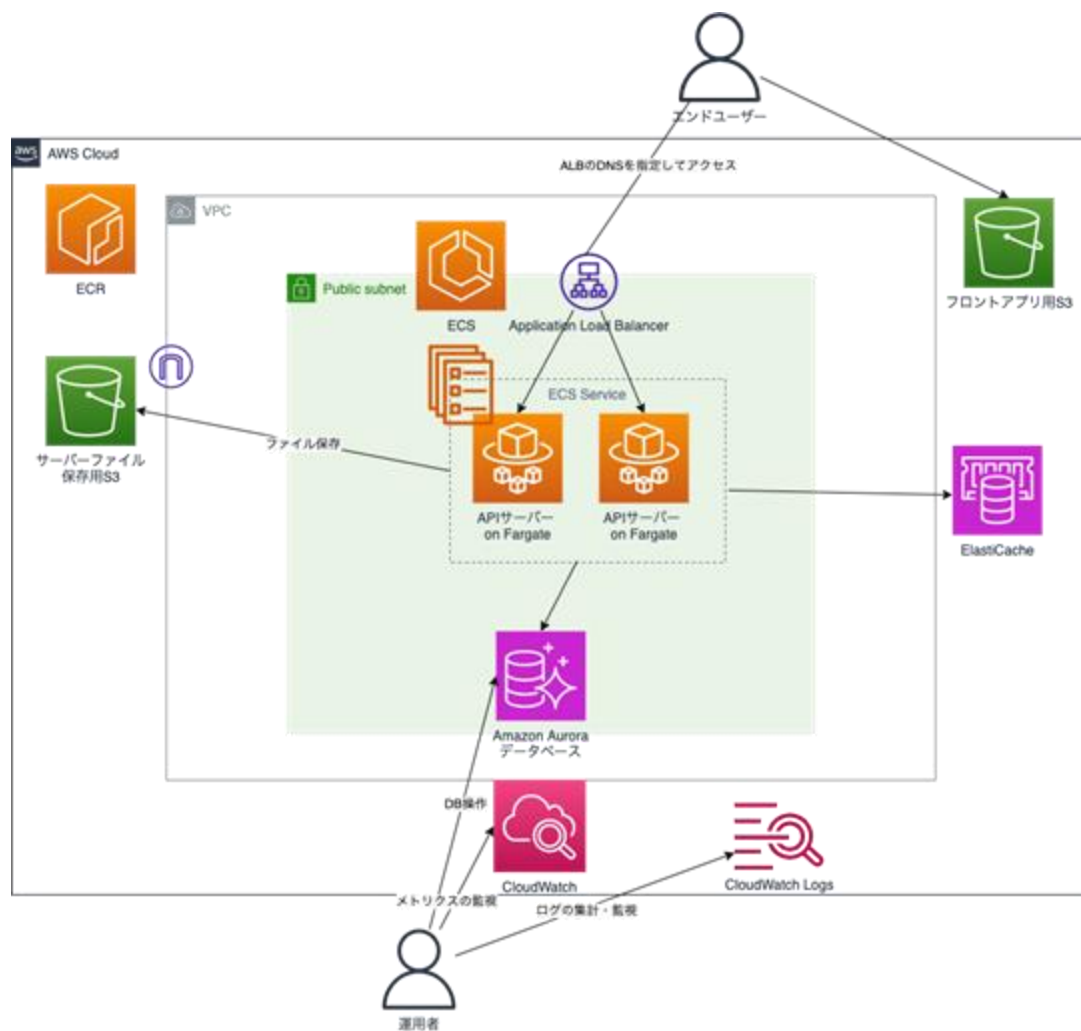 エンドユーザー
aws
AWS Cloud
ALBのDNSを指定してアクセス
VPC
ECR
Public subnet
ECS
Application Load Balancer
フロントアプリ用S3
ECS Service
ファイル保存
サーバーファイル
保存用S3
APIサーバー
on Fargate
APIサーバー
on Fargate
ElastiCache
Amazon Aurora
データベース
DB操作
CloudWatch
CloudWatch Logs
メトリクスの監視
ログの集計・監視
運用者